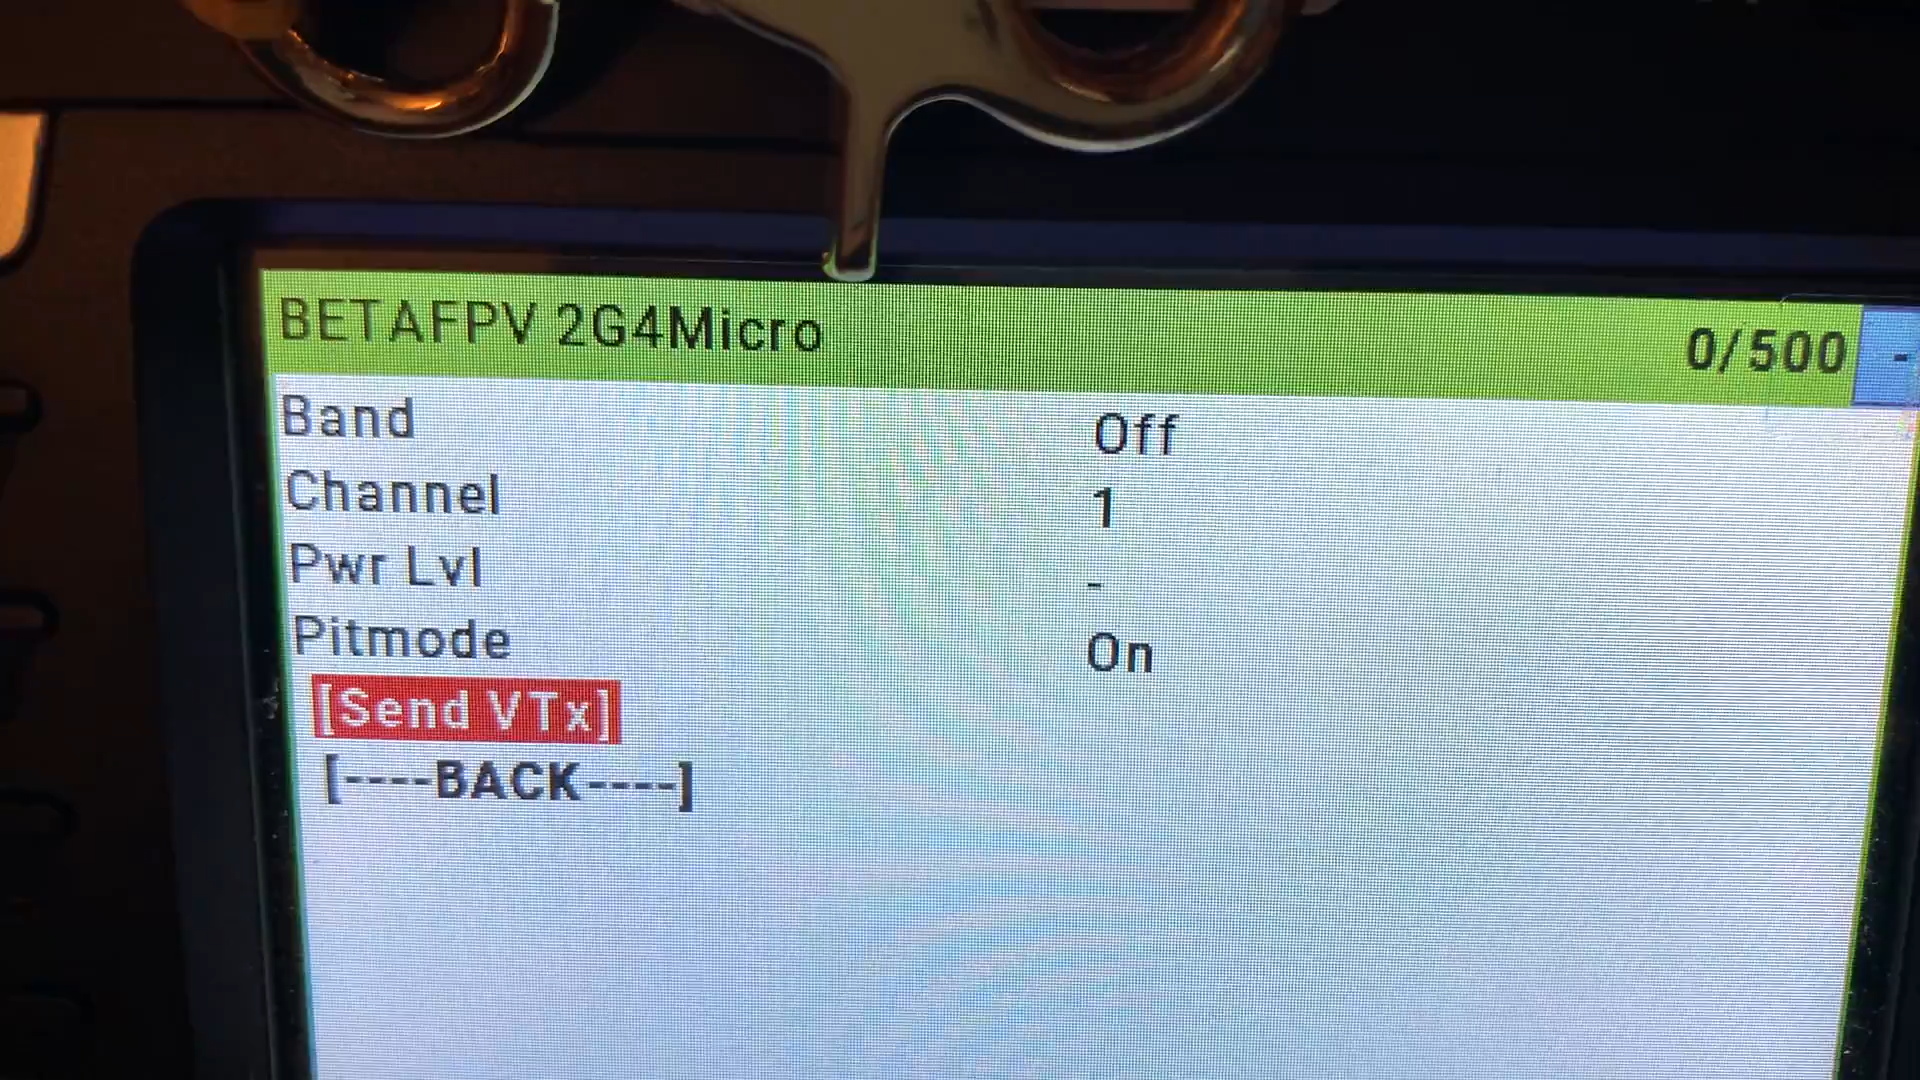 BETAFPV 2G4Micro 0/500 -
Band Off
Channel 1
Pwr Lvl -
Pitmode On
[Send VTx]
[----BACK----]